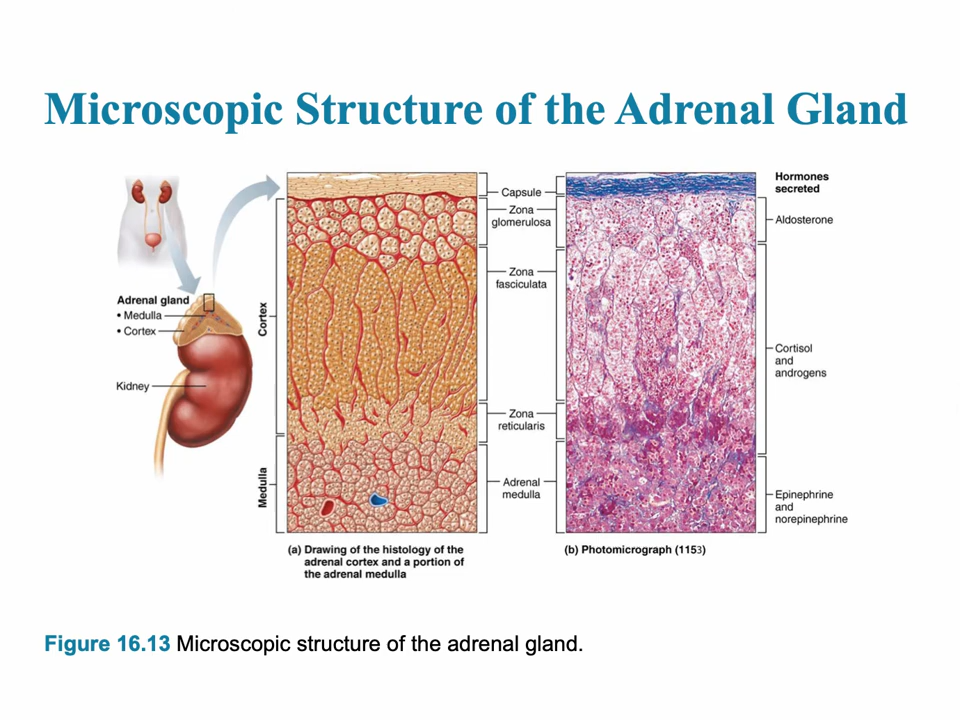 Microscopic Structure of the Adrenal Gland
Adrenal gland
• Medulla
• Cortex
Kidney
Cortex
Medulla
Capsule
Zona
glomerulosa
Zona
fasciculata
Zona
reticularis
Adrenal
medulla
Hormones
secreted
Aldosterone
Cortisol
and
androgens
Epinephrine
and
norepinephrine
(a) Drawing of the histology of the
adrenal cortex and a portion of
the adrenal medulla
(b) Photomicrograph (1153)
Figure 16.13 Microscopic structure of the adrenal gland.